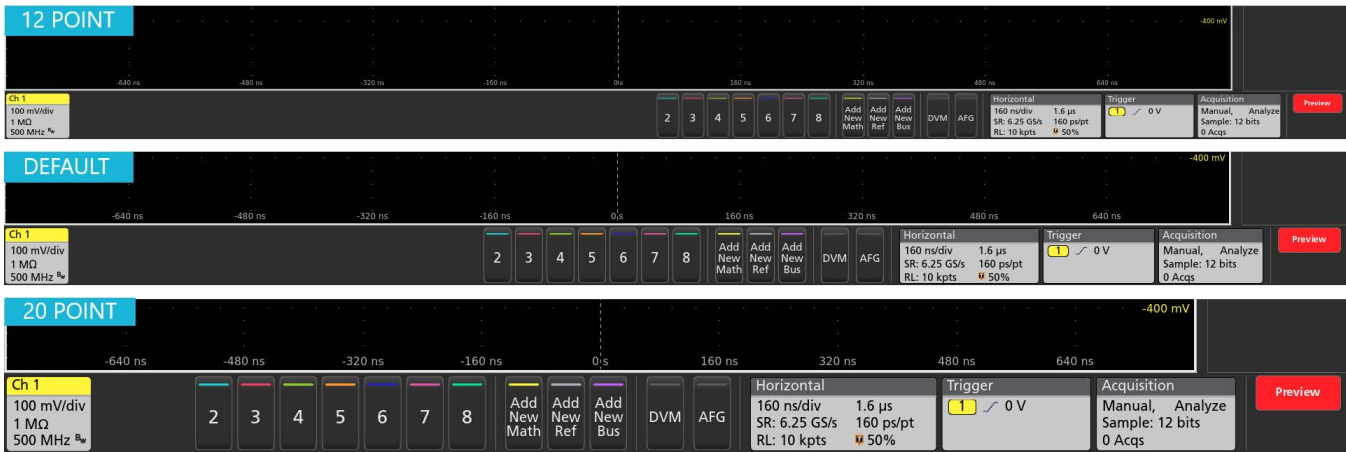 12 POINT
-400 mV
-640 ns -480 ns -320 ns -160 ns 0 s 160 ns 320 ns 480 ns 640 ns
Ch 1
100 mV/div
1 MΩ
500 MHz Bw
2 3 4 5 6 7 8
Add New Math
Add New Ref
Add New Bus
DVM AFG
Horizontal
160 ns/div 1.6 µs
SR: 6.25 GS/s 160 ps/pt
RL: 10 kpts 50%
Trigger
1 0 V
Acquisition
Manual, Analyze
Sample: 12 bits
0 Acqs
Preview
DEFAULT
-400 mV
-640 ns -480 ns -320 ns -160 ns 0 s 160 ns 320 ns 480 ns 640 ns
Ch 1
100 mV/div
1 MΩ
500 MHz Bw
2 3 4 5 6 7 8
Add New Math
Add New Ref
Add New Bus
DVM AFG
Horizontal
160 ns/div 1.6 µs
SR: 6.25 GS/s 160 ps/pt
RL: 10 kpts 50%
Trigger
1 0 V
Acquisition
Manual, Analyze
Sample: 12 bits
0 Acqs
Preview
20 POINT
-400 mV
-640 ns -480 ns -320 ns -160 ns 0 s 160 ns 320 ns 480 ns 640 ns
Ch 1
100 mV/div
1 MΩ
500 MHz Bw
2 3 4 5 6 7 8
Add New Math
Add New Ref
Add New Bus
DVM AFG
Horizontal
160 ns/div 1.6 µs
SR: 6.25 GS/s 160 ps/pt
RL: 10 kpts 50%
Trigger
1 0 V
Acquisition
Manual, Analyze
Sample: 12 bits
0 Acqs
Preview